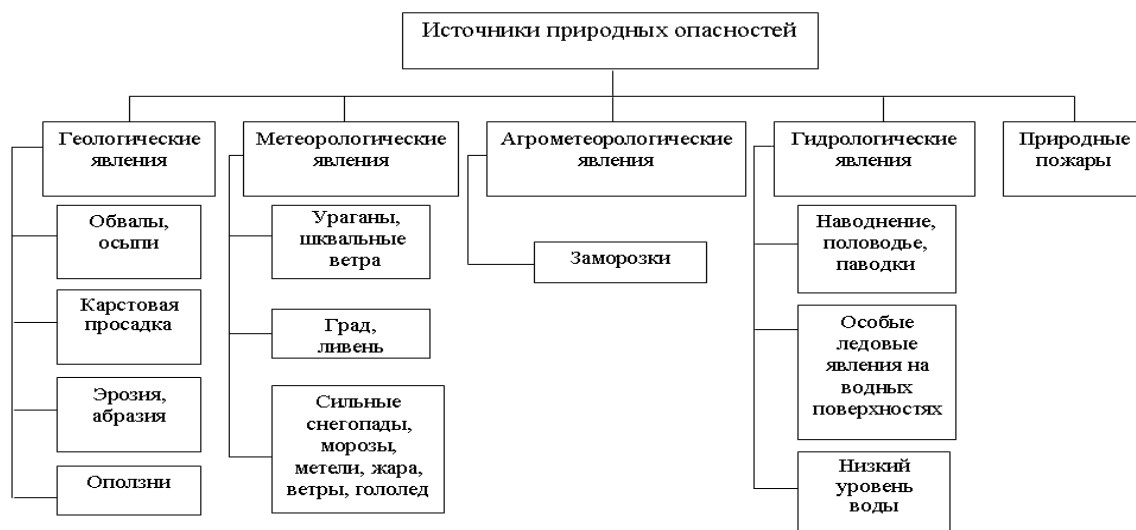 Источники природных опасностей
Геологические
явления
Метеорологические
явления
Агрометеорологические
явления
Гидрологические
явления
Природные
пожары
Обвалы,
осыпи
Карстовая
просадка
Эрозия,
абразия
Оползни
Ураганы,
шквальные
ветра
Град,
ливень
Сильные
снегопады,
морозы,
метели, жара,
ветры, гололед
Заморозки
Наводнение,
половодье,
паводки
Особые
ледовые
явления на
водных
поверхностях
Низкий
уровень
воды